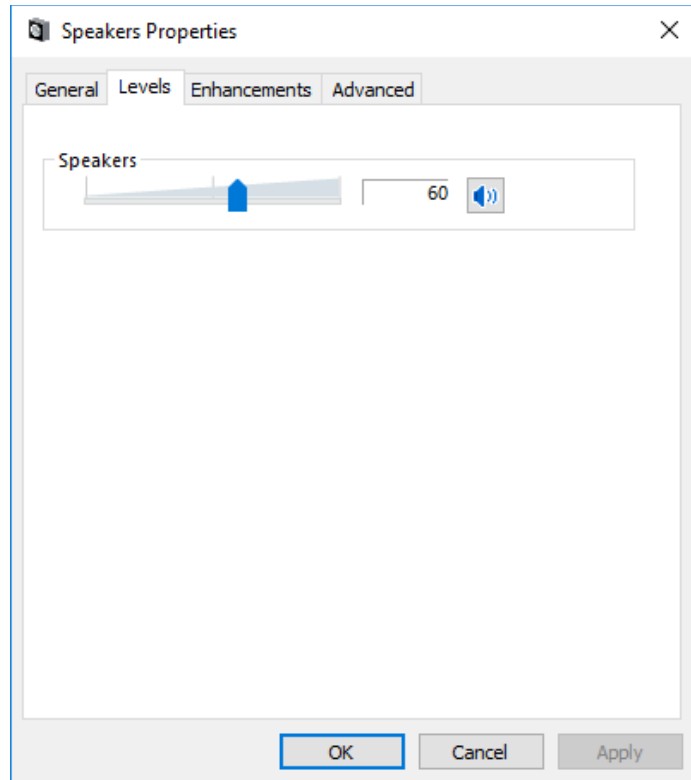 Speakers Properties
General Levels Enhancements Advanced
Speakers
60
OK Cancel Apply